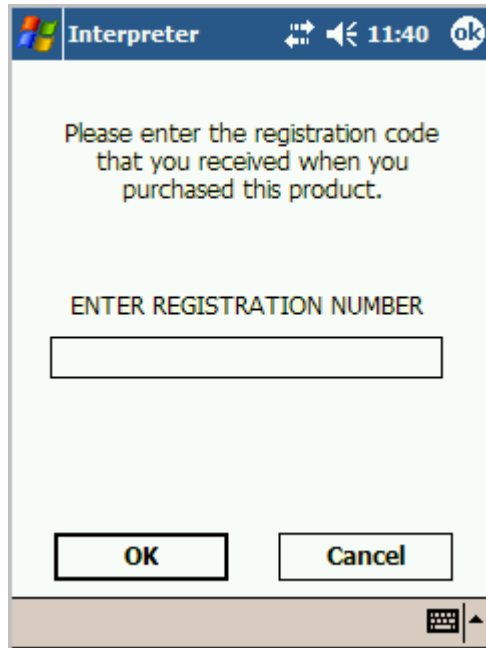 Interpreter 11:40 ok
Please enter the registration code
that you received when you
purchased this product.
ENTER REGISTRATION NUMBER
OK Cancel